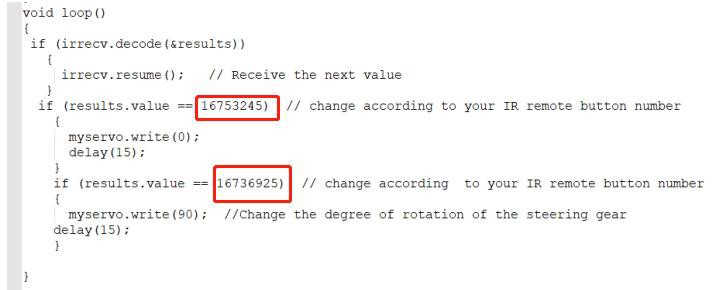 void loop()
{
if (irrecv.decode(&results))
{
irrecv.resume();   // Receive the next value
}
if (results.value == 16753245) // change according to your IR remote button number
{
myservo.write(0);
delay(15);
}
if (results.value == 16736925)  // change according  to your IR remote button number
{
myservo.write(90);  //Change the degree of rotation of the steering gear
delay(15);
}
}